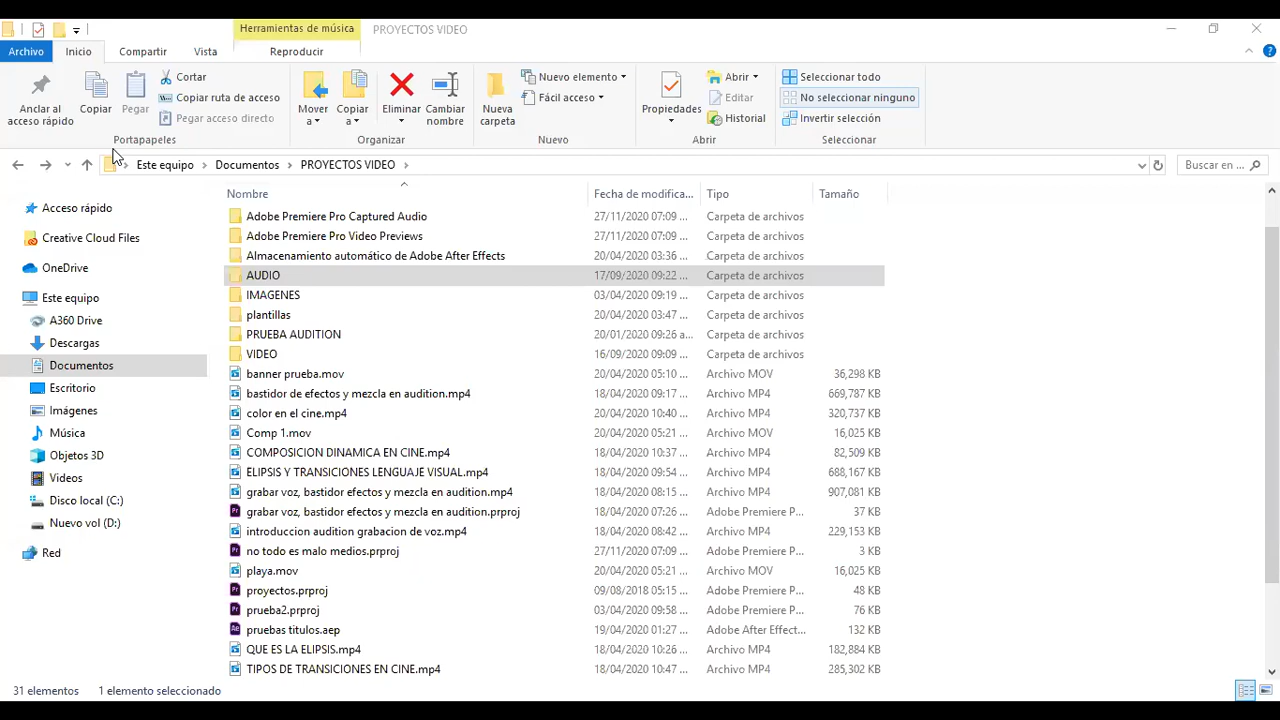 Herramientas de música PROYECTOS VIDEO
Archivo Inicio Compartir Vista Reproducir
Anclar al acceso rápido
Copiar
Pegar
Cortar
Copiar ruta de acceso
Pegar acceso directo
Portapapeles
Mover a
Copiar a
Eliminar
Cambiar nombre
Organizar
Nueva carpeta
Nuevo elemento
Fácil acceso
Nuevo
Propiedades
Abrir
Editar
Historial
Abrir
Seleccionar todo
No seleccionar ninguno
Invertir selección
Seleccionar
Este equipo > Documentos > PROYECTOS VIDEO >
Buscar en ...
Acceso rápido
Creative Cloud Files
OneDrive
Este equipo
A360 Drive
Descargas
Documentos
Escritorio
Imágenes
Música
Objetos 3D
Videos
Disco local (C:)
Nuevo vol (D:)
Red
Nombre Fecha de modifica... Tipo Tamaño
Adobe Premiere Pro Captured Audio 27/11/2020 07:09 ... Carpeta de archivos
Adobe Premiere Pro Video Previews 27/11/2020 07:09 ... Carpeta de archivos
Almacenamiento automático de Adobe After Effects 20/04/2020 03:36 ... Carpeta de archivos
AUDIO 17/09/2020 09:22 ... Carpeta de archivos
IMAGENES 03/04/2020 09:19 ... Carpeta de archivos
plantillas 20/04/2020 03:47 ... Carpeta de archivos
PRUEBA AUDITION 20/01/2020 09:26 a... Carpeta de archivos
VIDEO 16/09/2020 09:09 ... Carpeta de archivos
banner prueba.mov 20/04/2020 05:10 ... Archivo MOV 36,298 KB
bastidor de efectos y mezcla en audition.mp4 18/04/2020 09:17 ... Archivo MP4 669,787 KB
color en el cine.mp4 20/04/2020 10:40 ... Archivo MP4 320,737 KB
Comp 1.mov 20/04/2020 05:21 ... Archivo MOV 16,025 KB
COMPOSICION DINAMICA EN CINE.mp4 18/04/2020 10:37 ... Archivo MP4 82,509 KB
ELIPSIS Y TRANSICIONES LENGUAJE VISUAL.mp4 18/04/2020 09:54 ... Archivo MP4 688,167 KB
grabar voz, bastidor efectos y mezcla en audition.mp4 18/04/2020 08:15 ... Archivo MP4 907,081 KB
grabar voz, bastidor efectos y mezcla en audition.prproj 18/04/2020 07:26 ... Adobe Premiere P... 37 KB
introduccion audition grabacion de voz.mp4 18/04/2020 08:42 ... Archivo MP4 229,153 KB
no todo es malo medios.prproj 27/11/2020 07:09 ... Adobe Premiere P... 3 KB
playa.mov 20/04/2020 05:21 ... Archivo MOV 16,025 KB
proyectos.prproj 09/08/2018 05:15 ... Adobe Premiere P... 48 KB
prueba2.prproj 03/04/2020 09:58 ... Adobe Premiere P... 76 KB
pruebas titulos.aep 19/04/2020 01:27 ... Adobe After Effect... 132 KB
QUE ES LA ELIPSIS.mp4 18/04/2020 10:26 ... Archivo MP4 182,884 KB
TIPOS DE TRANSICIONES EN CINE.mp4 18/04/2020 10:47 ... Archivo MP4 285,302 KB
31 elementos 1 elemento seleccionado